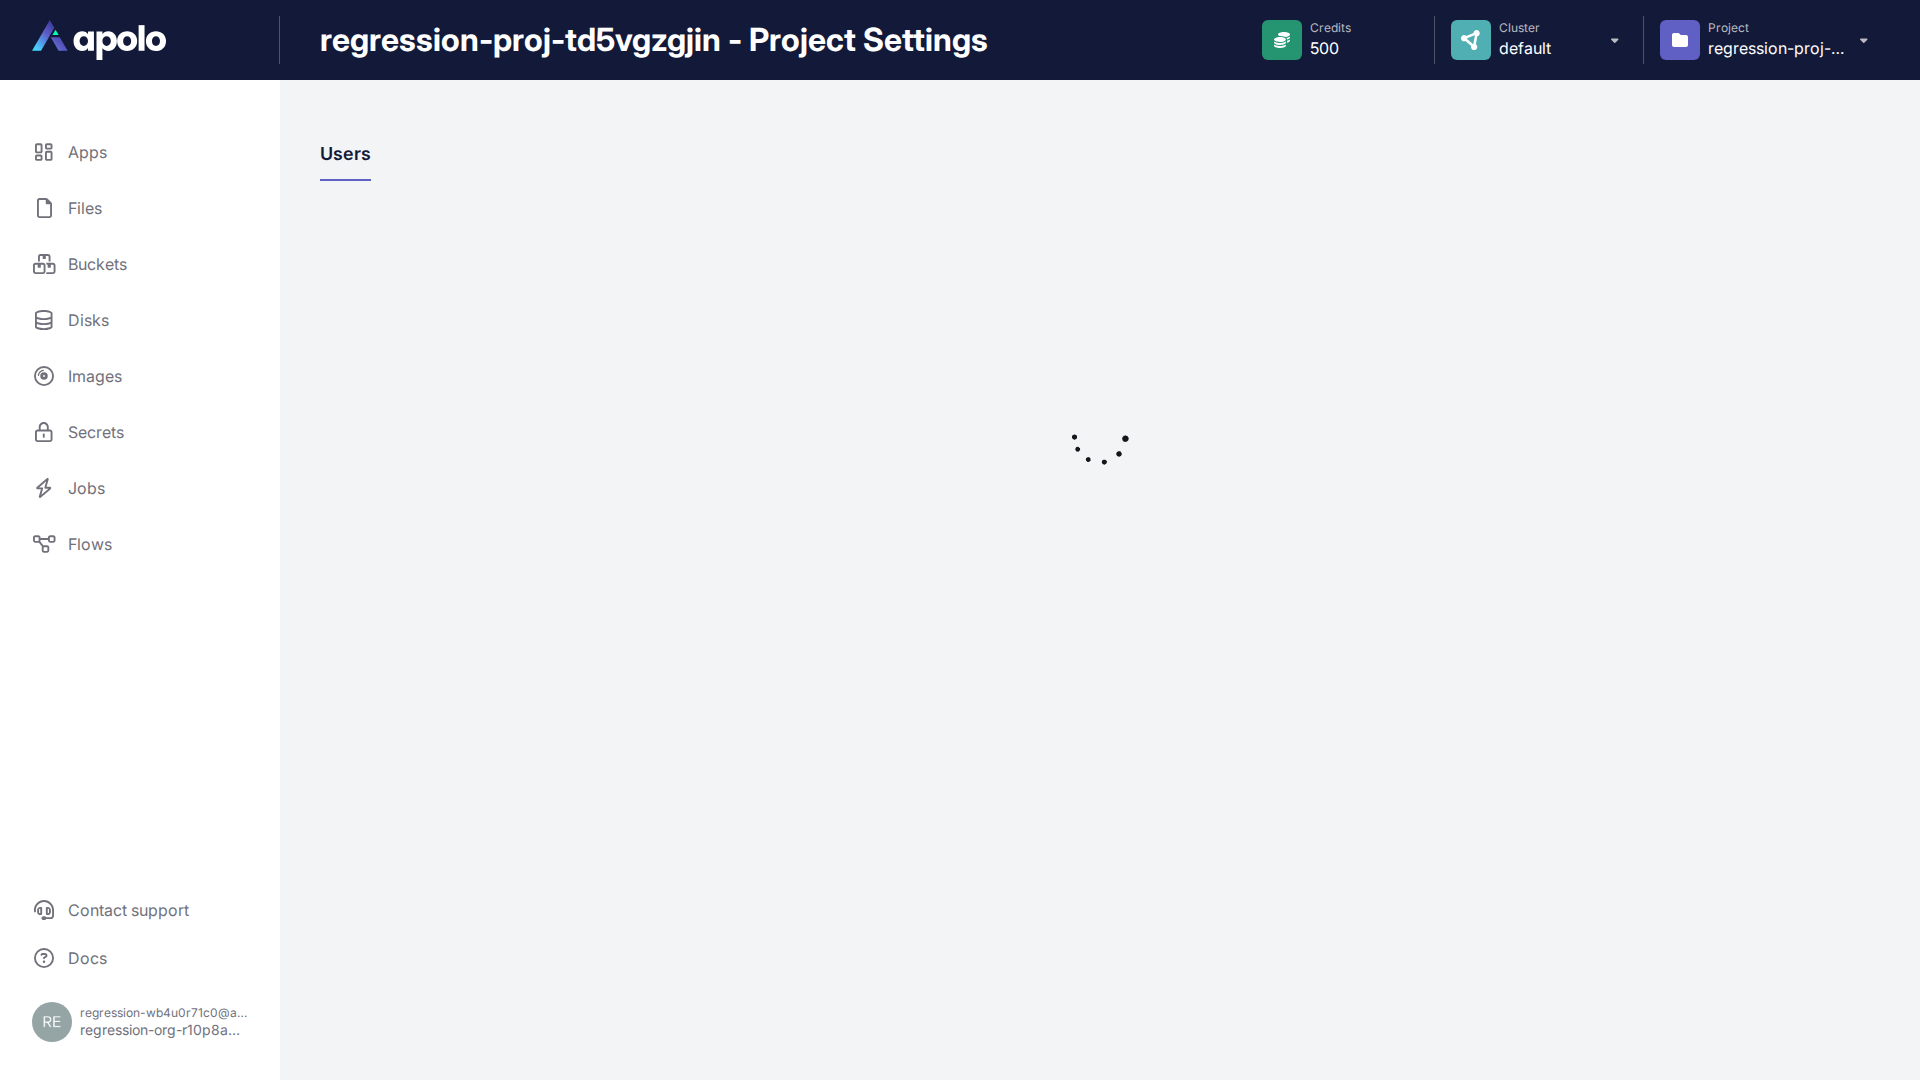 apolo
regression-proj-td5vgzgjin - Project Settings
Credits
500
Cluster
default
Project
regression-proj-...
Apps
Files
Buckets
Disks
Images
Secrets
Jobs
Flows
Users
Contact support
Docs
RE
regression-wb4u0r71c0@a...
regression-org-r10p8a...